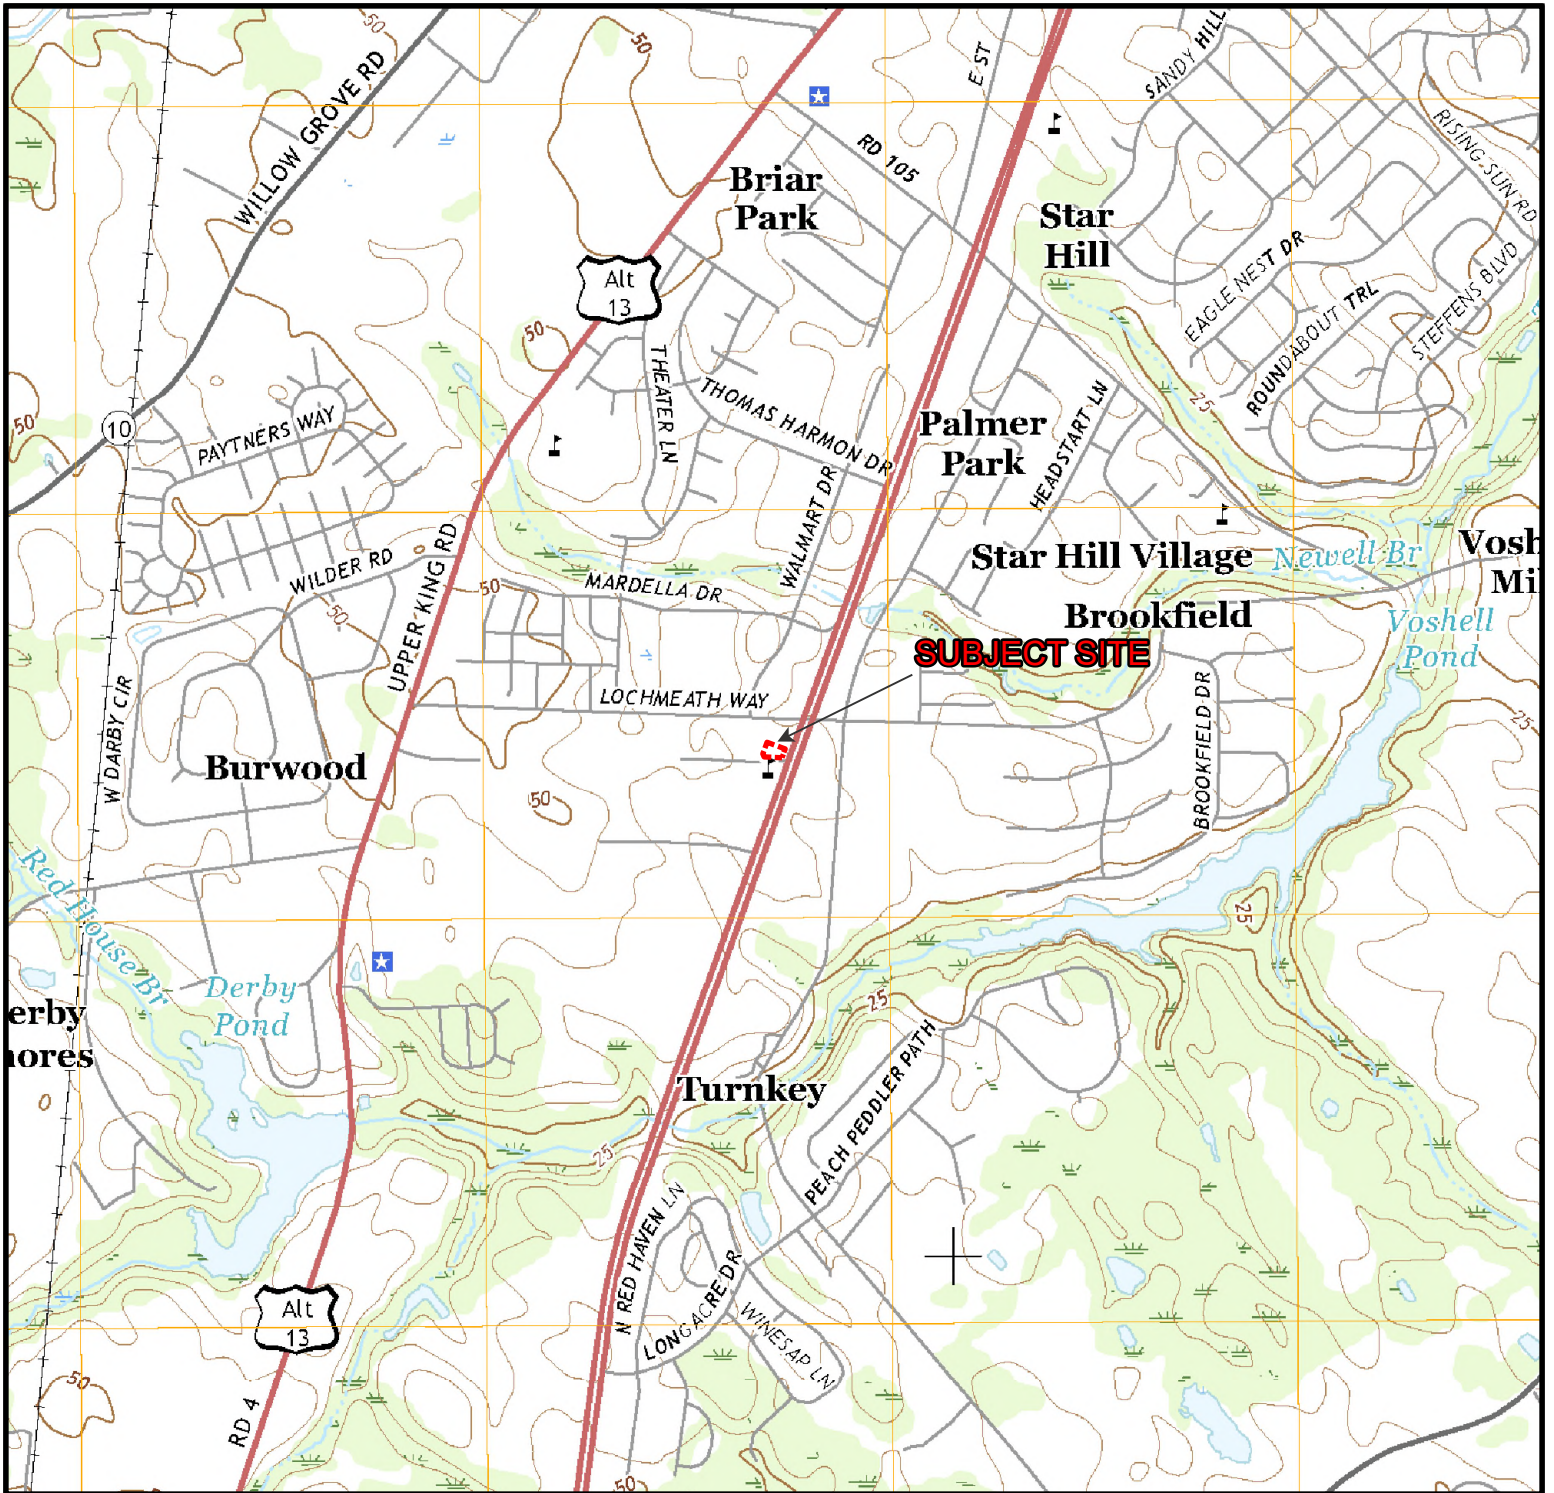 50
50
E ST
SANDY HILL
WILLOW GROVE RD
RISING SUN RD
RD 105
Briar
Park
Star
Hill
EAGLE NEST DR
Alt
13
ROUNDABOUT TRL
STEFFENS BLVD
50
THEATER LN
THOMAS HARMON DR
25
50
10
PAYTNERS WAY
Palmer
Park
HEADSTART LN
WALMART DR
UPPER KING RD
WILDER RD
50
MARDELLA DR
Star Hill Village
Newell Br
Vosh
Mil
50
Brookfield
Voshell
Pond
SUBJECT SITE
W DARBY CIR
LOCHMEATH WAY
BROOKFIELD DR
25
Burwood
50
Red House Br
25
Derby
Pond
25
erby
ores
PEACH PEDDLER PATH
Turnkey
25
N RED HAVEN LN
LONGACRE DR
WINESAP LN
Alt
13
50
RD 4
50